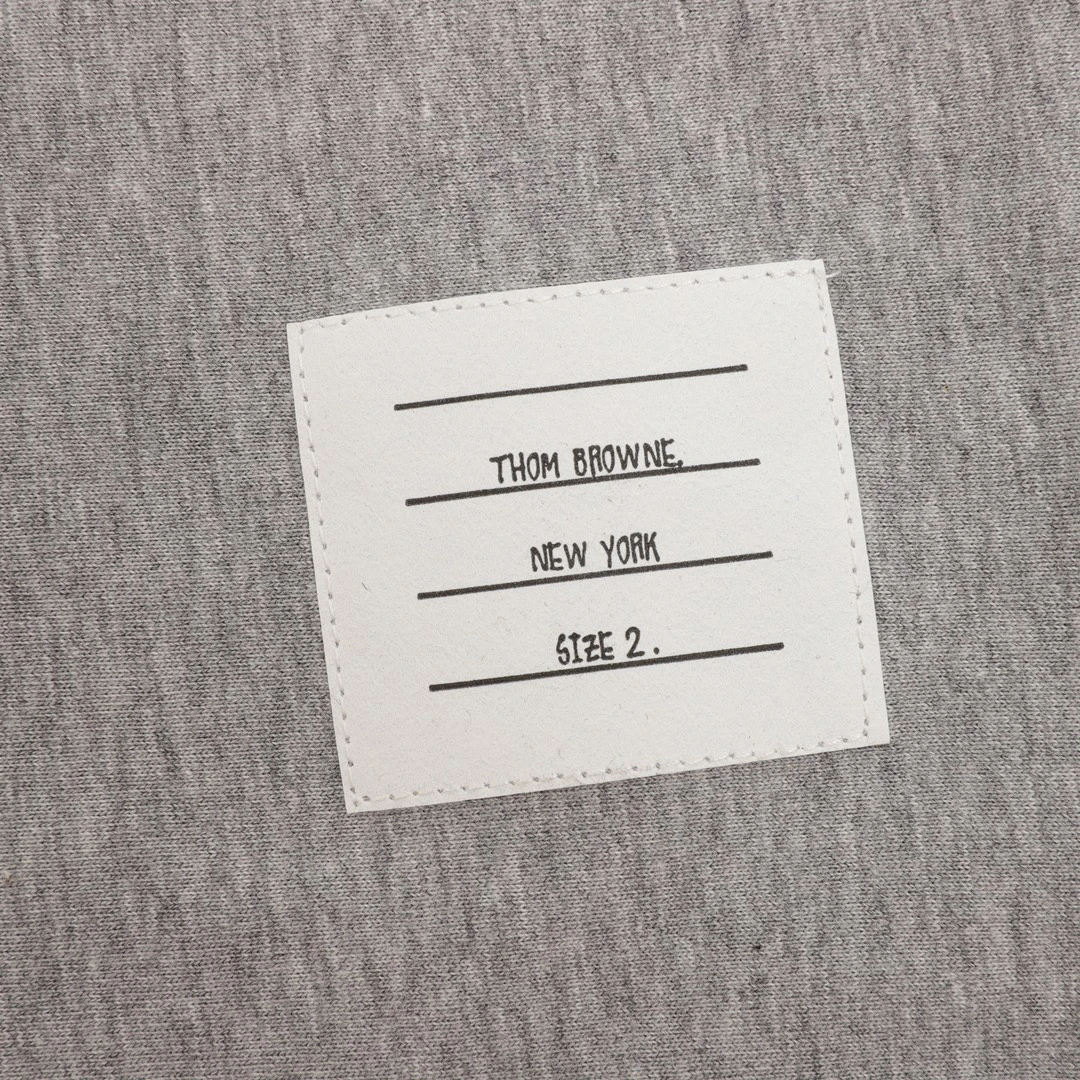 THOM BROWNE.
NEW YORK
SIZE 2.